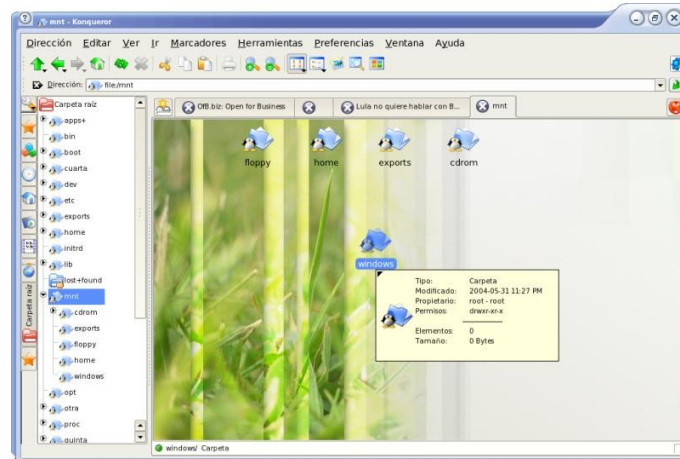 mnt - Konqueror
Dirección Editar Ver Ir Marcadores Herramientas Preferencias Ventana Ayuda
Dirección: file/mnt
Carpeta raíz
OfB.biz: Open for Business
Lula no quiere hablar con B...
mnt
apps+
bin
boot
cuarta
dev
etc
exports
home
initrd
lib
lost+found
mnt
cdrom
exports
floppy
home
windows
opt
otra
proc
quinta
Carpeta raíz
floppy home exports cdrom
windows
Tipo: Carpeta
Modificado: 2004-05-31 11:27 PM
Propietario: root - root
Permisos: drwxr-xr-x
Elementos: 0
Tamaño: 0 Bytes
windows/ Carpeta